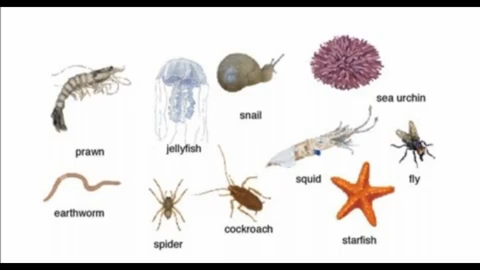 snail
sea urchin
prawn
jellyfish
squid
fly
earthworm
spider
cockroach
starfish